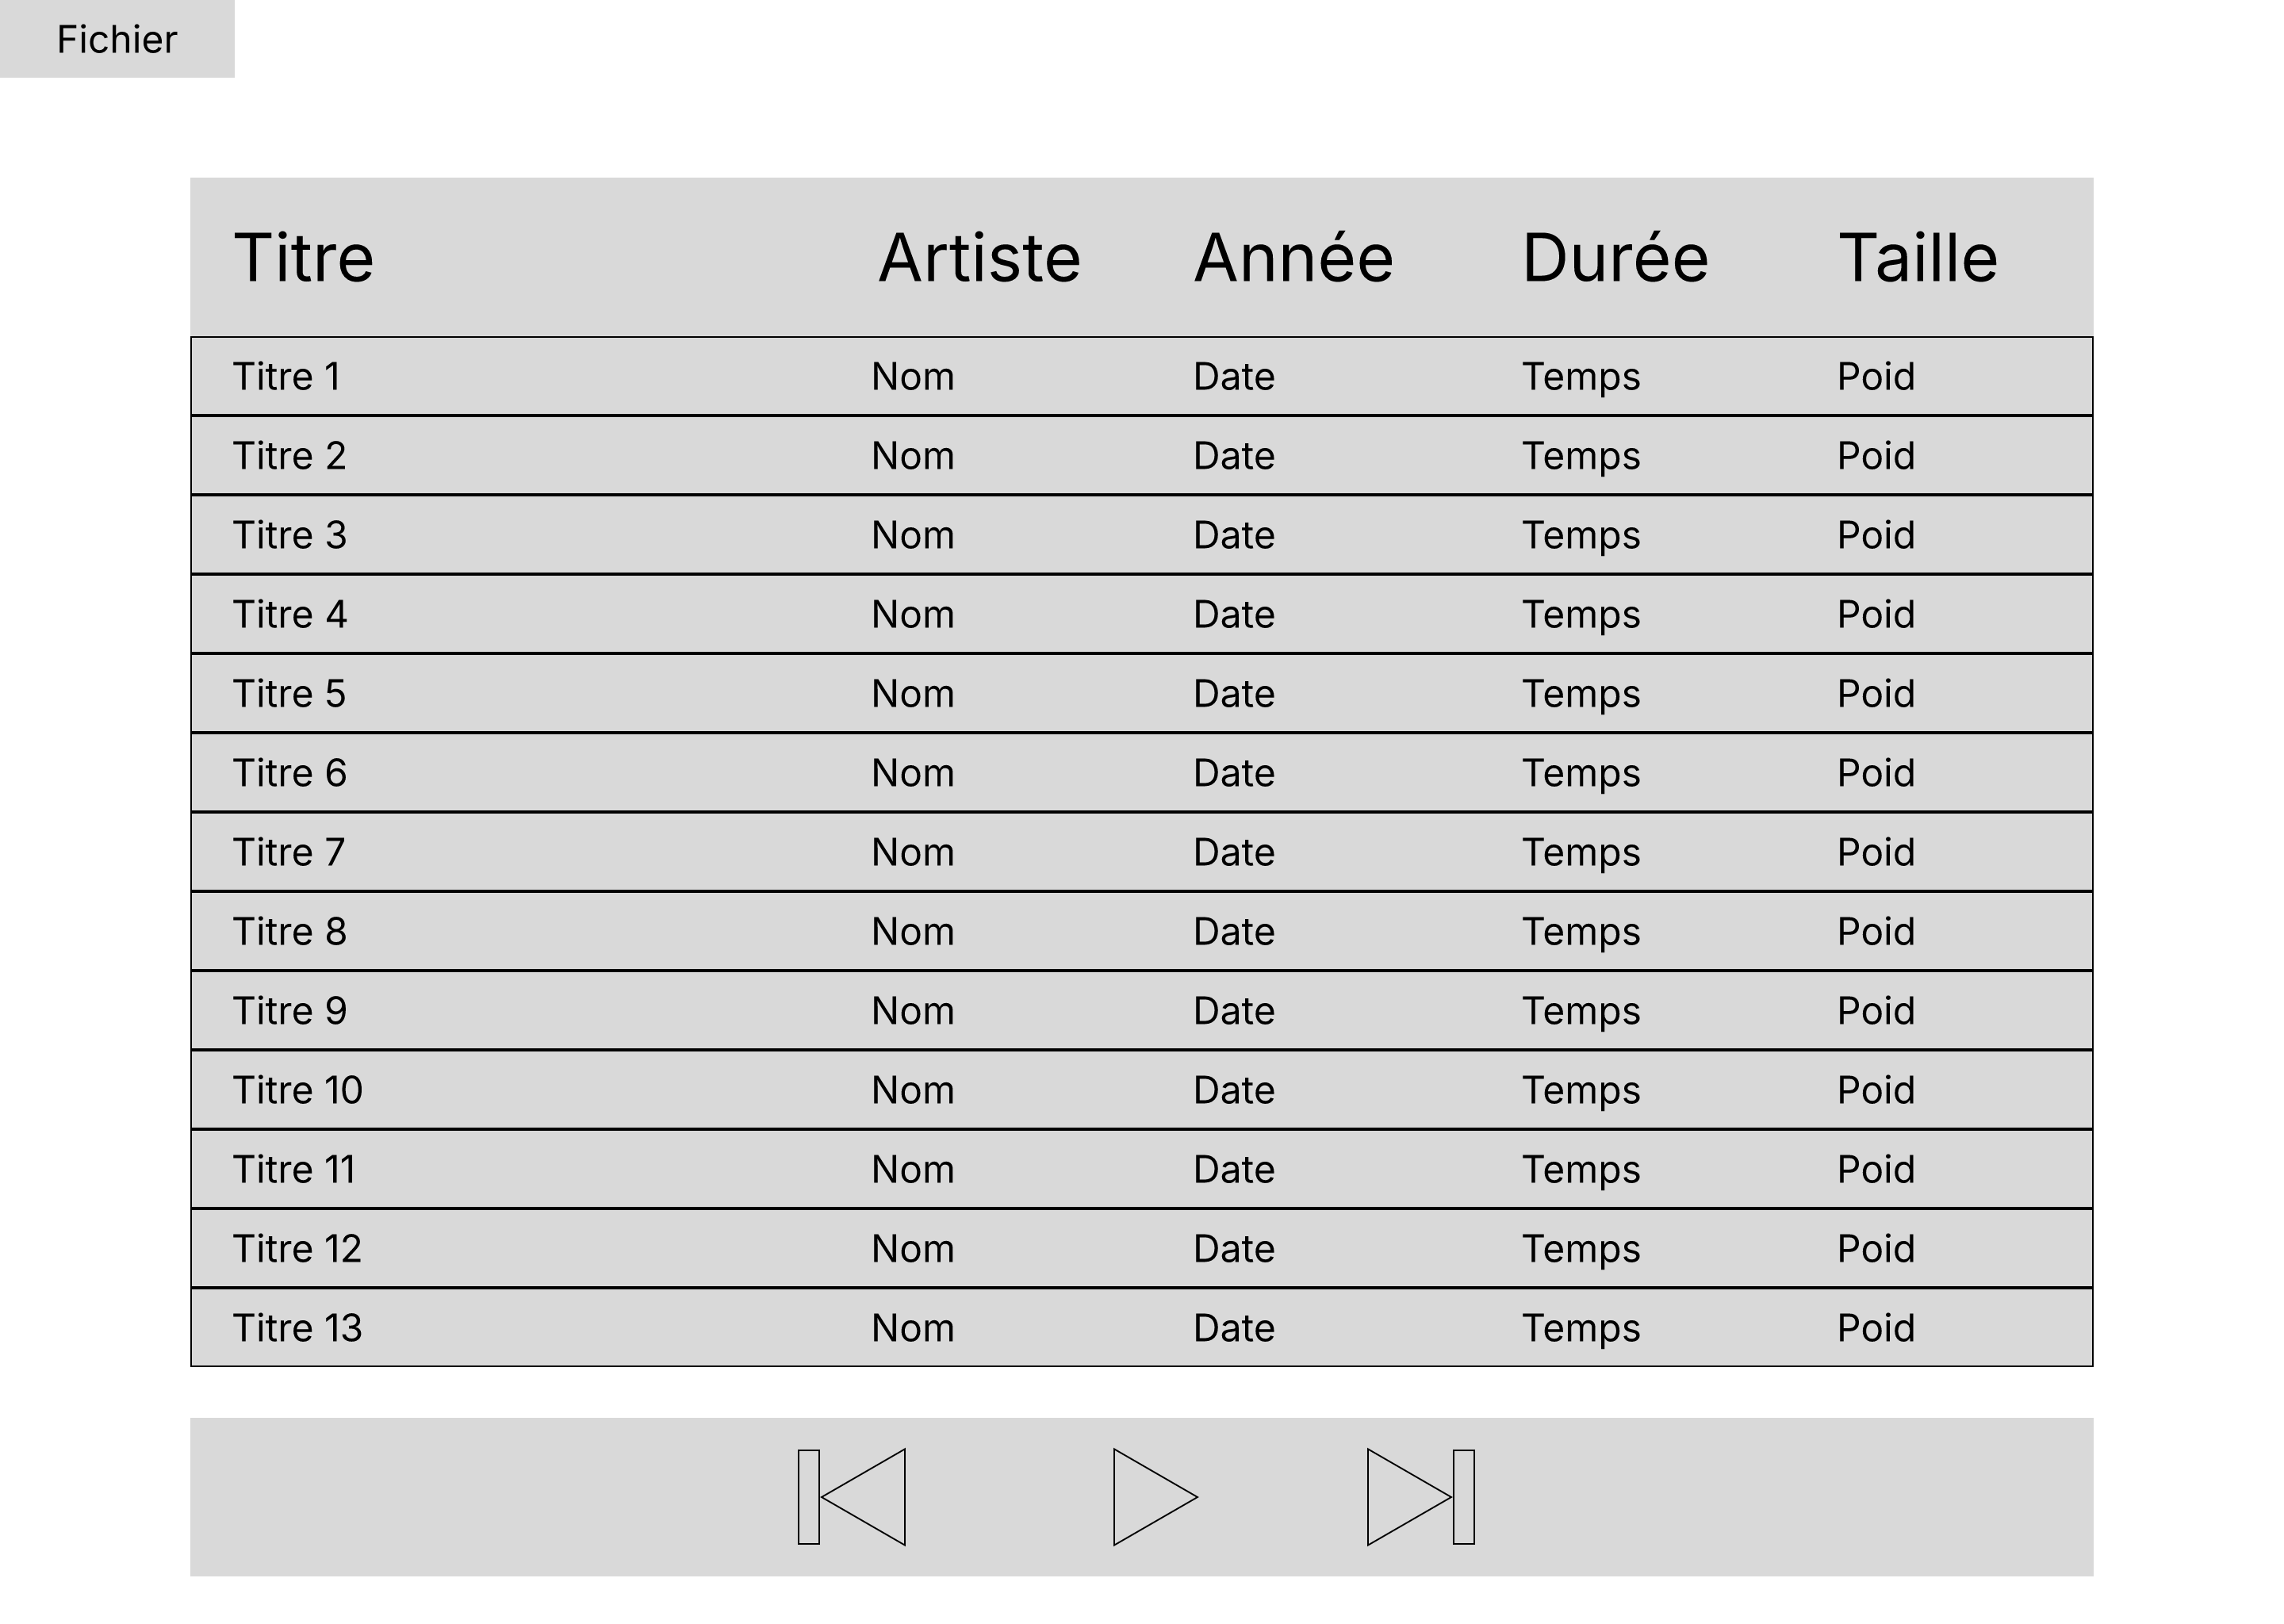 Fichier
Titre Artiste Année Durée Taille
Titre 1 Nom Date Temps Poid
Titre 2 Nom Date Temps Poid
Titre 3 Nom Date Temps Poid
Titre 4 Nom Date Temps Poid
Titre 5 Nom Date Temps Poid
Titre 6 Nom Date Temps Poid
Titre 7 Nom Date Temps Poid
Titre 8 Nom Date Temps Poid
Titre 9 Nom Date Temps Poid
Titre 10 Nom Date Temps Poid
Titre 11 Nom Date Temps Poid
Titre 12 Nom Date Temps Poid
Titre 13 Nom Date Temps Poid